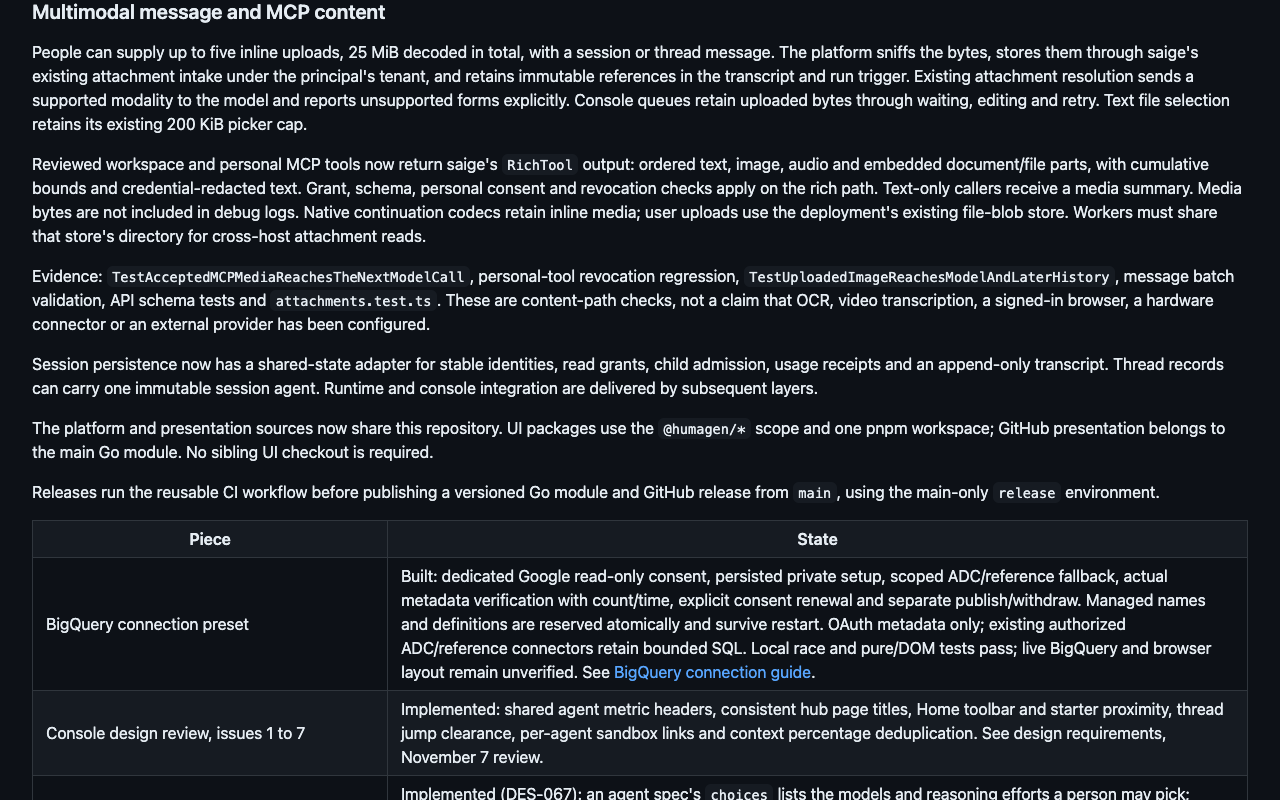 Multimodal message and MCP content
People can supply up to five inline uploads, 25 MiB decoded in total, with a session or thread message. The platform sniffs the bytes, stores them through saige's
existing attachment intake under the principal's tenant, and retains immutable references in the transcript and run trigger. Existing attachment resolution sends a
supported modality to the model and reports unsupported forms explicitly. Console queues retain uploaded bytes through waiting, editing and retry. Text file selection
retains its existing 200 KiB picker cap.
Reviewed workspace and personal MCP tools now return saige's RichTool output: ordered text, image, audio and embedded document/file parts, with cumulative
bounds and credential-redacted text. Grant, schema, personal consent and revocation checks apply on the rich path. Text-only callers receive a media summary. Media
bytes are not included in debug logs. Native continuation codecs retain inline media; user uploads use the deployment's existing file-blob store. Workers must share
that store's directory for cross-host attachment reads.
Evidence: TestAcceptedMCPMediaReachesTheNextModelCall, personal-tool revocation regression, TestUploadedImageReachesModelAndLaterHistory, message batch
validation, API schema tests and attachments.test.ts. These are content-path checks, not a claim that OCR, video transcription, a signed-in browser, a hardware
connector or an external provider has been configured.
Session persistence now has a shared-state adapter for stable identities, read grants, child admission, usage receipts and an append-only transcript. Thread records
can carry one immutable session agent. Runtime and console integration are delivered by subsequent layers.
The platform and presentation sources now share this repository. UI packages use the @humagen/* scope and one pnpm workspace; GitHub presentation belongs to
the main Go module. No sibling UI checkout is required.
Releases run the reusable CI workflow before publishing a versioned Go module and GitHub release from main, using the main-only release environment.
Piece State
BigQuery connection preset
Built: dedicated Google read-only consent, persisted private setup, scoped ADC/reference fallback, actual
metadata verification with count/time, explicit consent renewal and separate publish/withdraw. Managed names
and definitions are reserved atomically and survive restart. OAuth metadata only; existing authorized
ADC/reference connectors retain bounded SQL. Local race and pure/DOM tests pass; live BigQuery and browser
layout remain unverified. See BigQuery connection guide.
Console design review, issues 1 to 7
Implemented: shared agent metric headers, consistent hub page titles, Home toolbar and starter proximity, thread
jump clearance, per-agent sandbox links and context percentage deduplication. See design requirements,
November 7 review.
Implemented (DES-067): an agent spec's choices lists the models and reasoning efforts a person may pick;